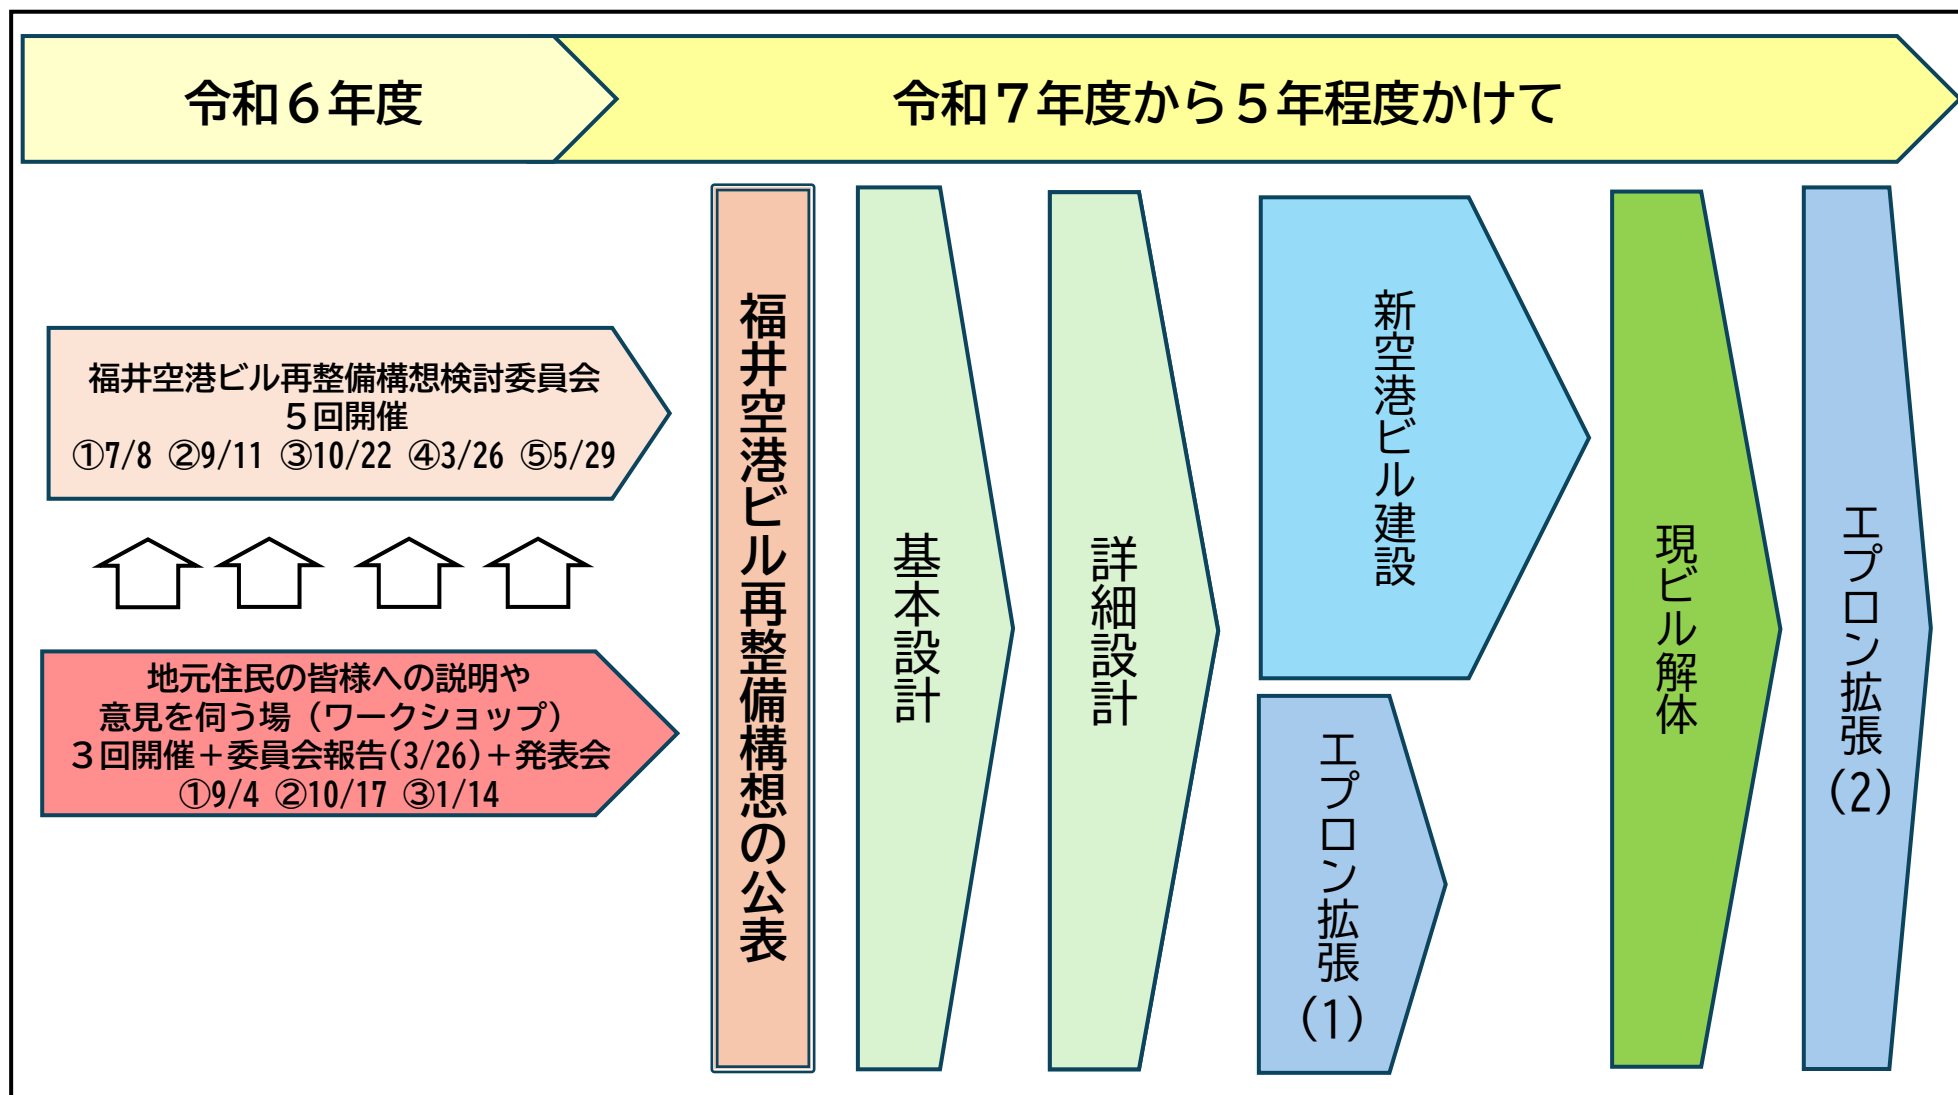 令和６年度
令和７年度から５年程度かけて
福井空港ビル再整備構想検討委員会
５回開催
①7/8 ②9/11 ③10/22 ④3/26 ⑤5/29
地元住民の皆様への説明や
意見を伺う場（ワークショップ）
３回開催＋委員会報告(3/26)＋発表会
①9/4 ②10/17 ③1/14
福井空港ビル再整備構想の公表
基本設計
詳細設計
新空港ビル建設
エプロン拡張(1)
現ビル解体
エプロン拡張(2)